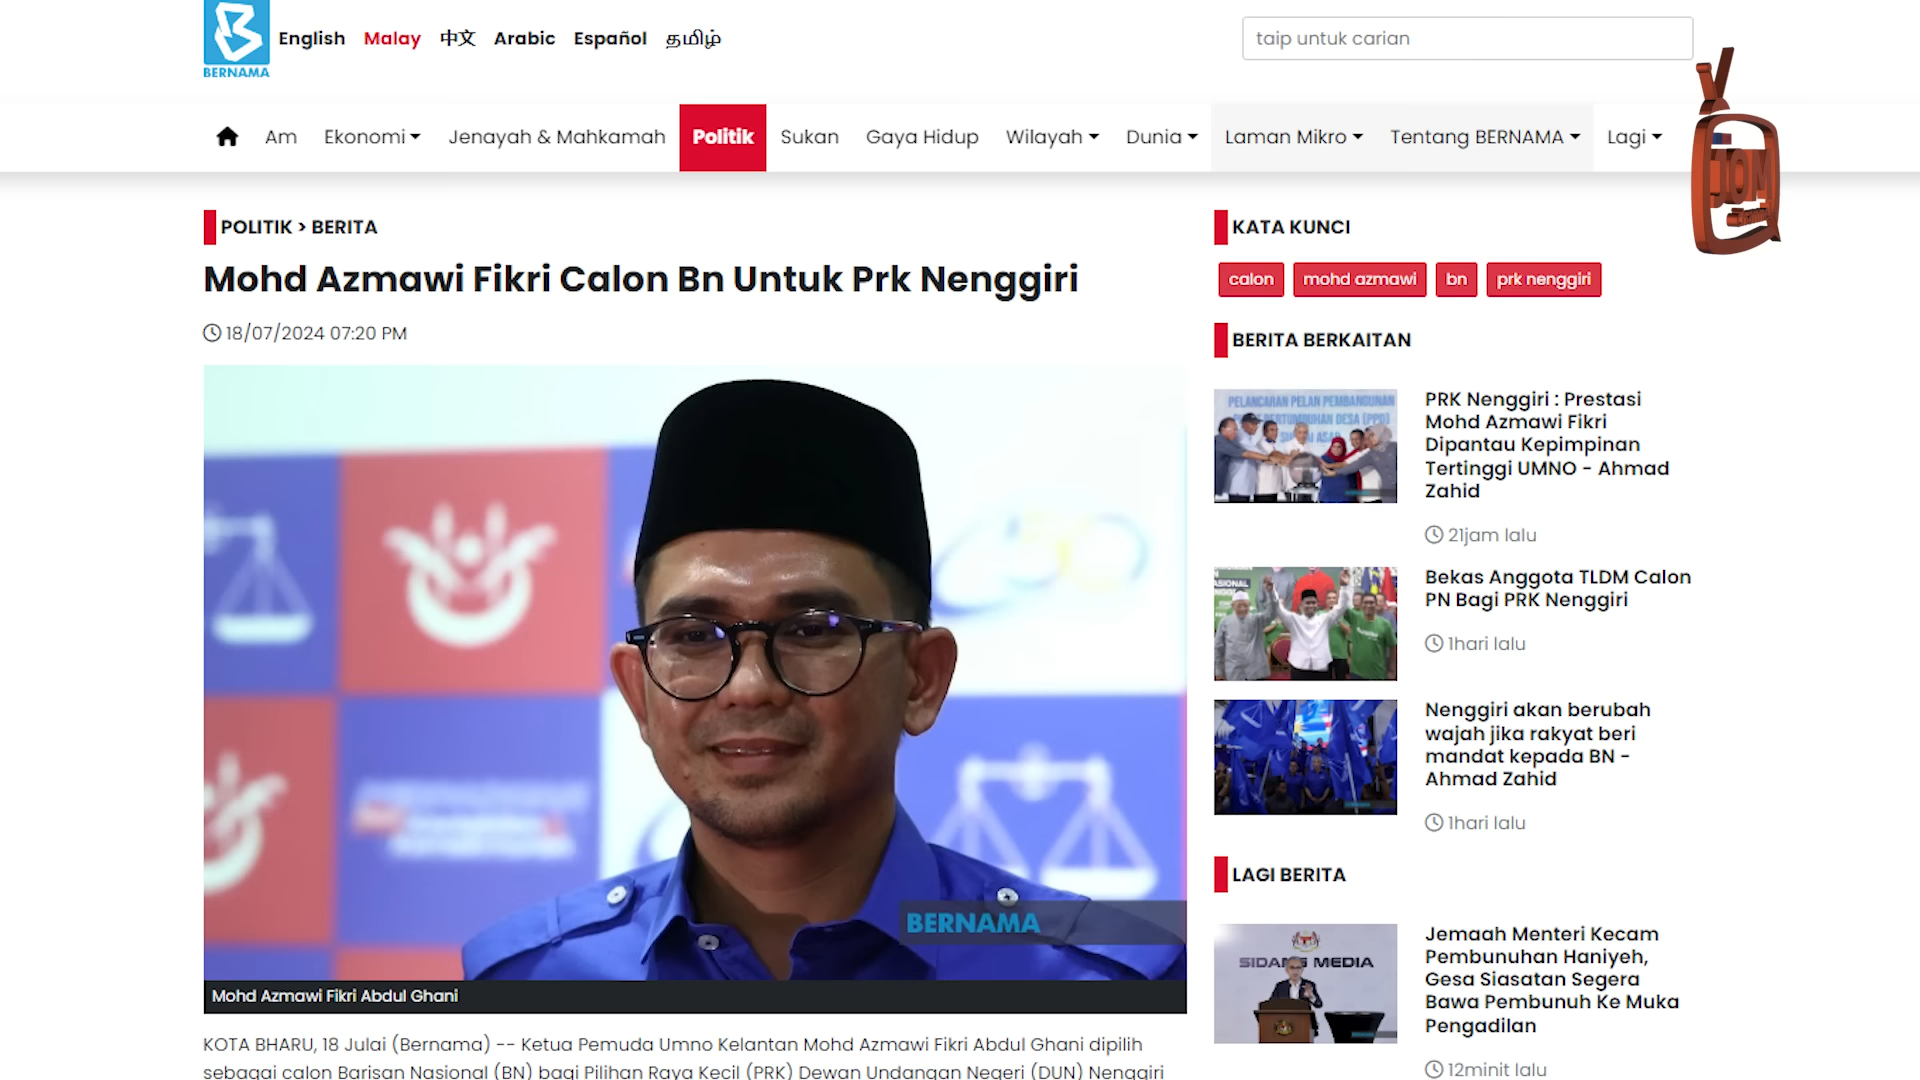 BERNAMA
English Malay 中文 Arabic Español தமிழ்
taip untuk carian
Am Ekonomi Jenayah & Mahkamah Politik Sukan Gaya Hidup Wilayah Dunia Laman Mikro Tentang BERNAMA Lagi
JOM
POLITIK > BERITA
Mohd Azmawi Fikri Calon Bn Untuk Prk Nenggiri
18/07/2024 07:20 PM
BERNAMA
Mohd Azmawi Fikri Abdul Ghani
KOTA BHARU, 18 Julai (Bernama) -- Ketua Pemuda Umno Kelantan Mohd Azmawi Fikri Abdul Ghani dipilih
sebagai calon Barisan Nasional (BN) bagi Pilihan Raya Kecil (PRK) Dewan Undangan Negeri (DUN) Nenggiri
KATA KUNCI
calon mohd azmawi bn prk nenggiri
BERITA BERKAITAN
PELANCARAN PELAN PEMBANGUNAN
PRK Nenggiri : Prestasi
Mohd Azmawi Fikri
Dipantau Kepimpinan
Tertinggi UMNO - Ahmad
Zahid
21jam lalu
Bekas Anggota TLDM Calon
PN Bagi PRK Nenggiri
1hari lalu
Nenggiri akan berubah
wajah jika rakyat beri
mandat kepada BN -
Ahmad Zahid
1hari lalu
LAGI BERITA
SIDANG MEDIA
Jemaah Menteri Kecam
Pembunuhan Haniyeh,
Gesa Siasatan Segera
Bawa Pembunuh Ke Muka
Pengadilan
12minit lalu